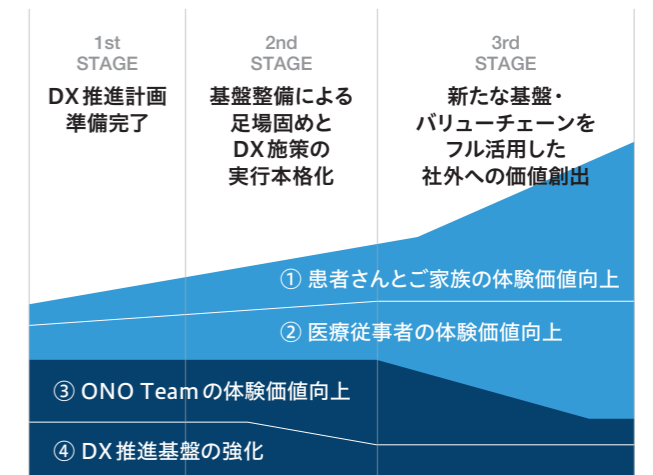 1st
STAGE
DX推進計画
準備完了
2nd
STAGE
基盤整備による
足場固めと
DX施策の
実行本格化
3rd
STAGE
新たな基盤・
バリューチェーンを
フル活用した
社外への価値創出
① 患者さんとご家族の体験価値向上
② 医療従事者の体験価値向上
③ ONO Teamの体験価値向上
④ DX推進基盤の強化